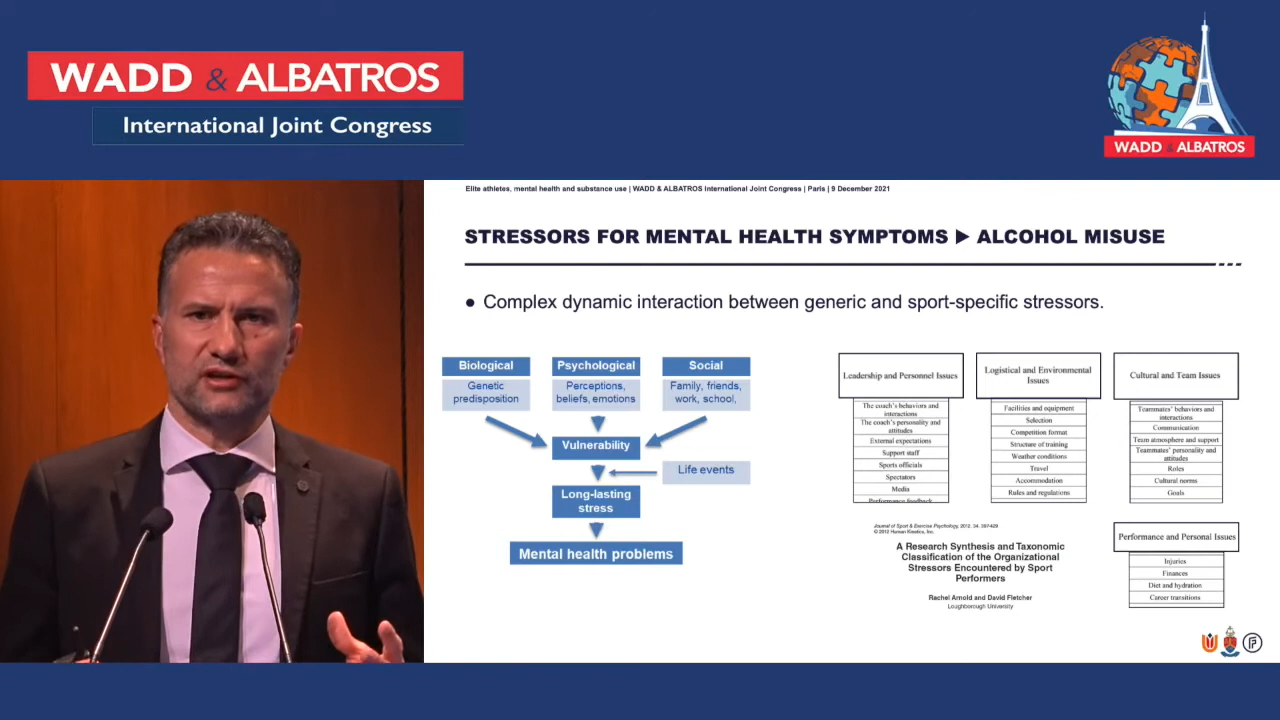 WADD & ALBATROS
International Joint Congress
WADD & ALBATROS
Elite athletes, mental health and substance use | WADD & ALBATROS International Joint Congress | Paris | 9 December 2021
STRESSORS FOR MENTAL HEALTH SYMPTOMS ▶ ALCOHOL MISUSE
● Complex dynamic interaction between generic and sport-specific stressors.
Biological
Genetic
predisposition
Psychological
Perceptions,
beliefs, emotions
Social
Family, friends,
work, school,
Vulnerability
Life events
Long-lasting
stress
Mental health problems
Leadership and Personnel Issues
The coach's behaviors and
interactions
The coach's personality and
attitudes
External expectations
Support staff
Sports officials
Spectators
Media
Performance feedback
Logistical and Environmental
Issues
Facilities and equipment
Selection
Competition format
Structure of training
Weather conditions
Travel
Accommodation
Rules and regulations
Cultural and Team Issues
Teammates' behaviors and
interactions
Communication
Team atmosphere and support
Teammates' personality and
attitudes
Roles
Cultural norms
Goals
Journal of Sport & Exercise Psychology, 2012, 34, 397-429
© 2012 Human Kinetics, Inc.
A Research Synthesis and Taxonomic
Classification of the Organizational
Stressors Encountered by Sport
Performers
Rachel Arnold and David Fletcher
Loughborough University
Performance and Personal Issues
Injuries
Finances
Diet and hydration
Career transitions